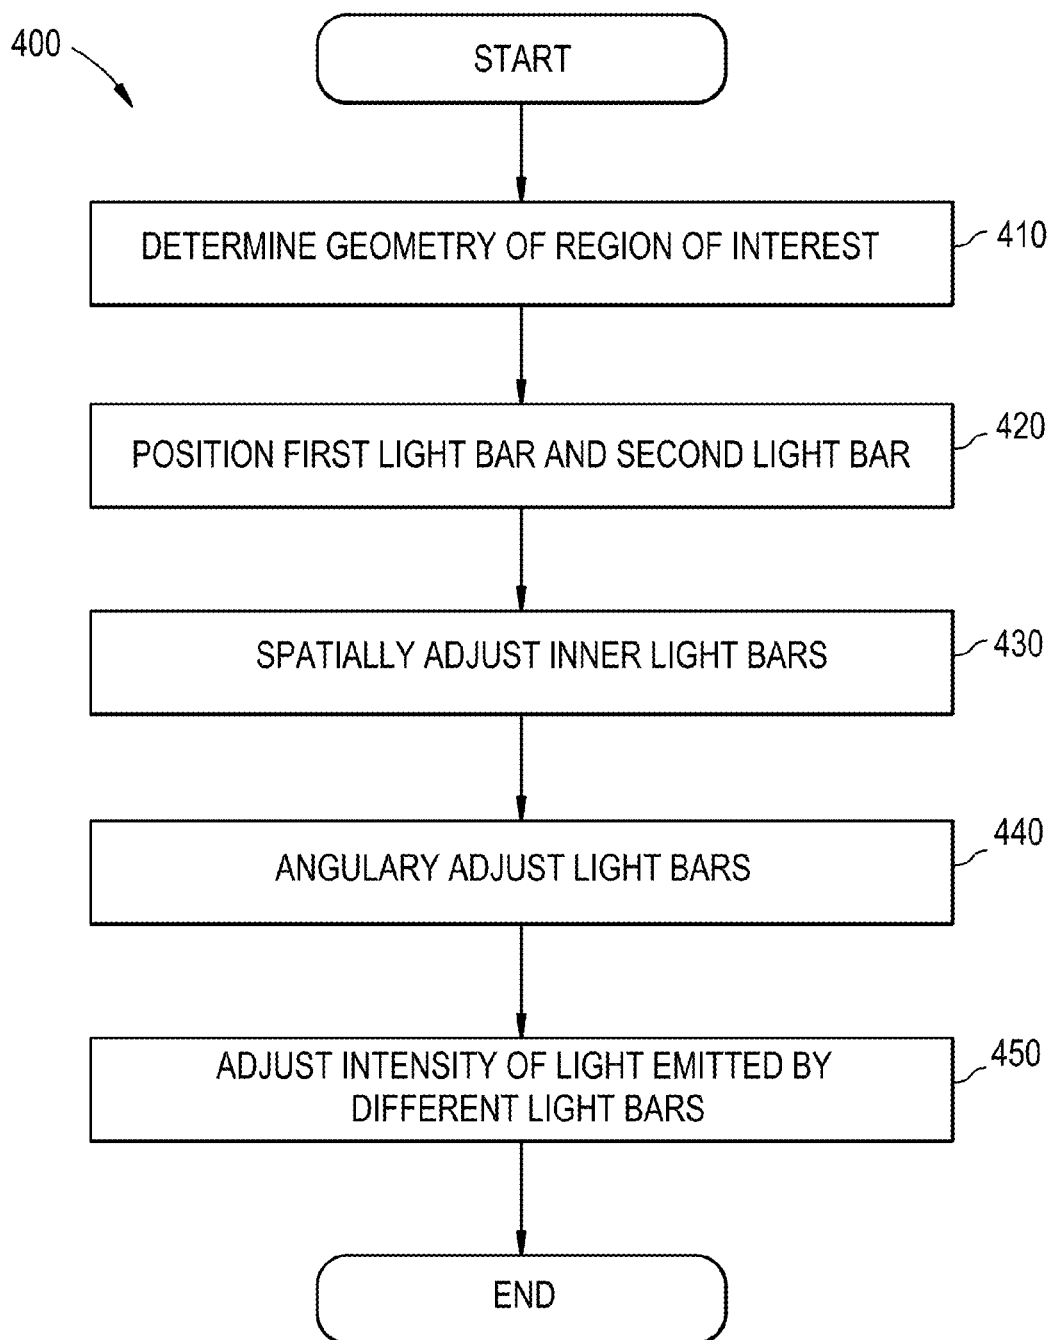 400
START
DETERMINE GEOMETRY OF REGION OF INTEREST
410
POSITION FIRST LIGHT BAR AND SECOND LIGHT BAR
420
SPATIALLY ADJUST INNER LIGHT BARS
430
ANGULARY ADJUST LIGHT BARS
440
ADJUST INTENSITY OF LIGHT EMITTED BY
DIFFERENT LIGHT BARS
450
END